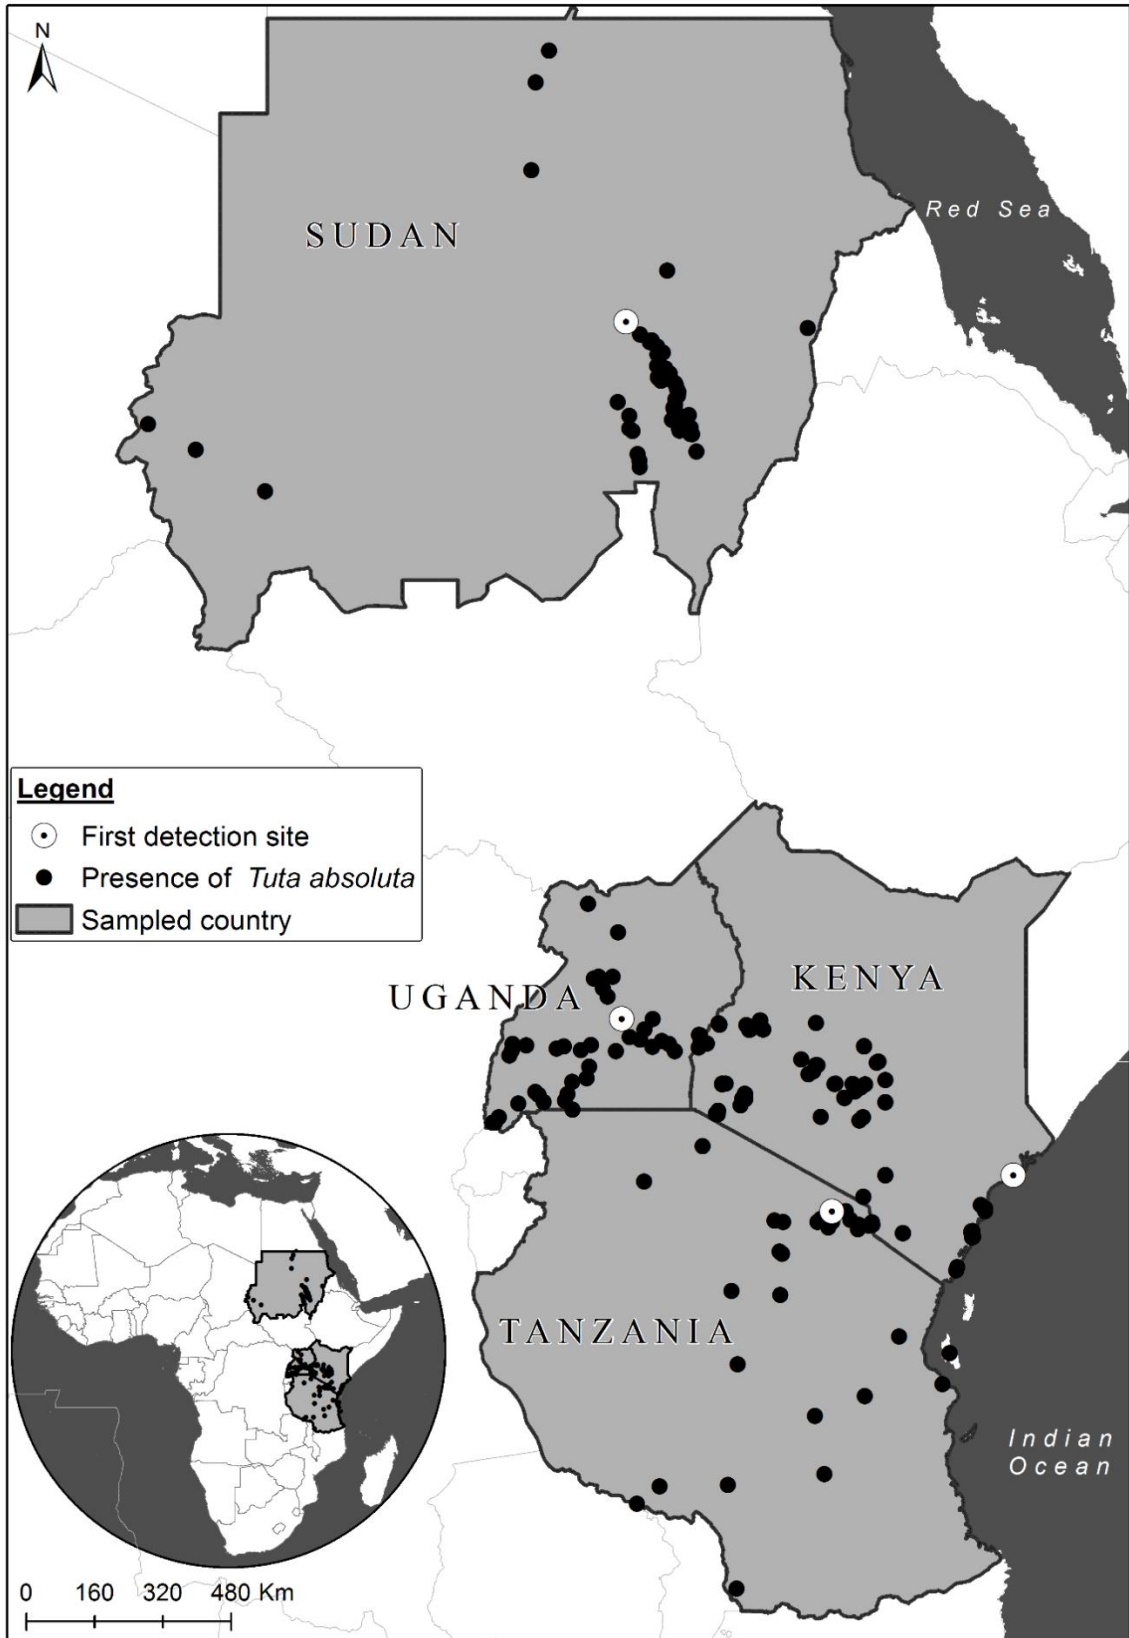 N
SUDAN
Red Sea
Legend
First detection site
Presence of Tuta absoluta
Sampled country
UGANDA
KENYA
TANZANIA
Indian
Ocean
0 160 320 480 Km